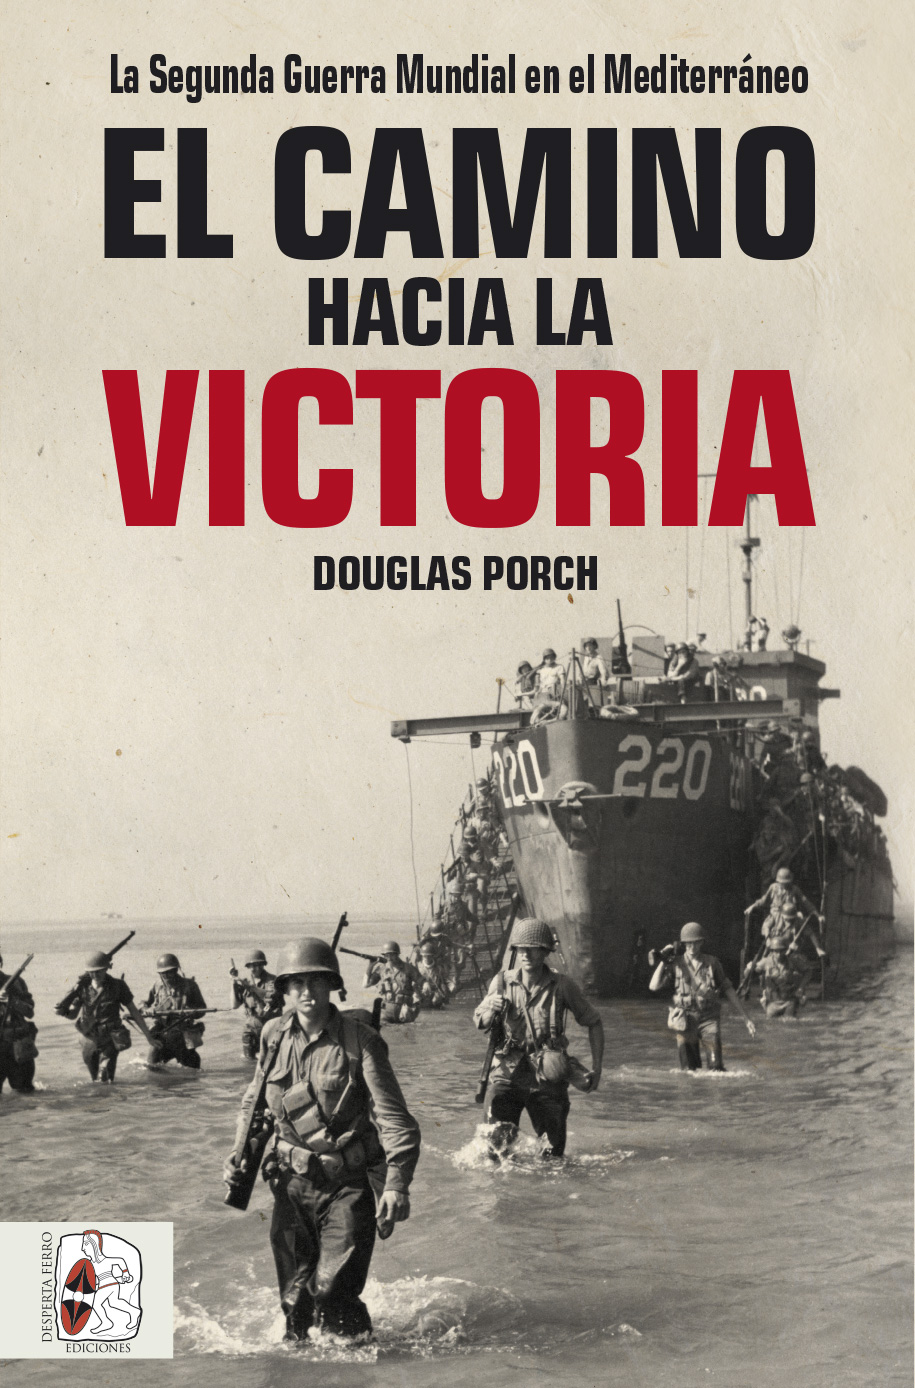 La Segunda Guerra Mundial en el Mediterráneo
EL CAMINO
HACIA LA
VICTORIA
DOUGLAS PORCH
220
220
DESPERTA FERRO
EDICIONES